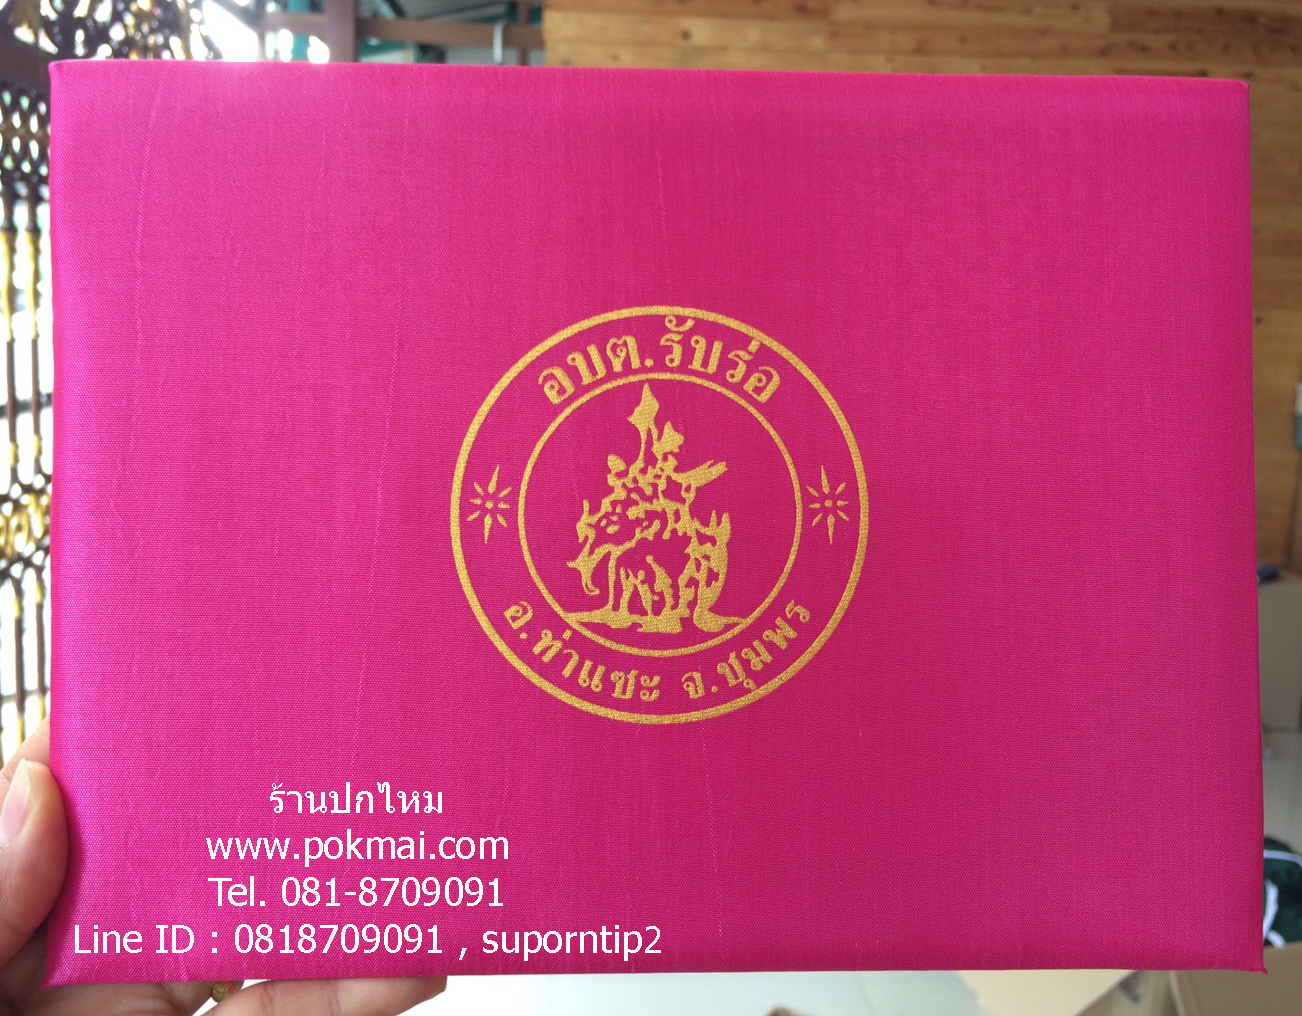 อบต.รับร่อ
อ.ท่าแซะ จ.ชุมพร
ร้านปกไหม
www.pokmai.com
Tel. 081-8709091
Line ID : 0818709091 , suporntip2